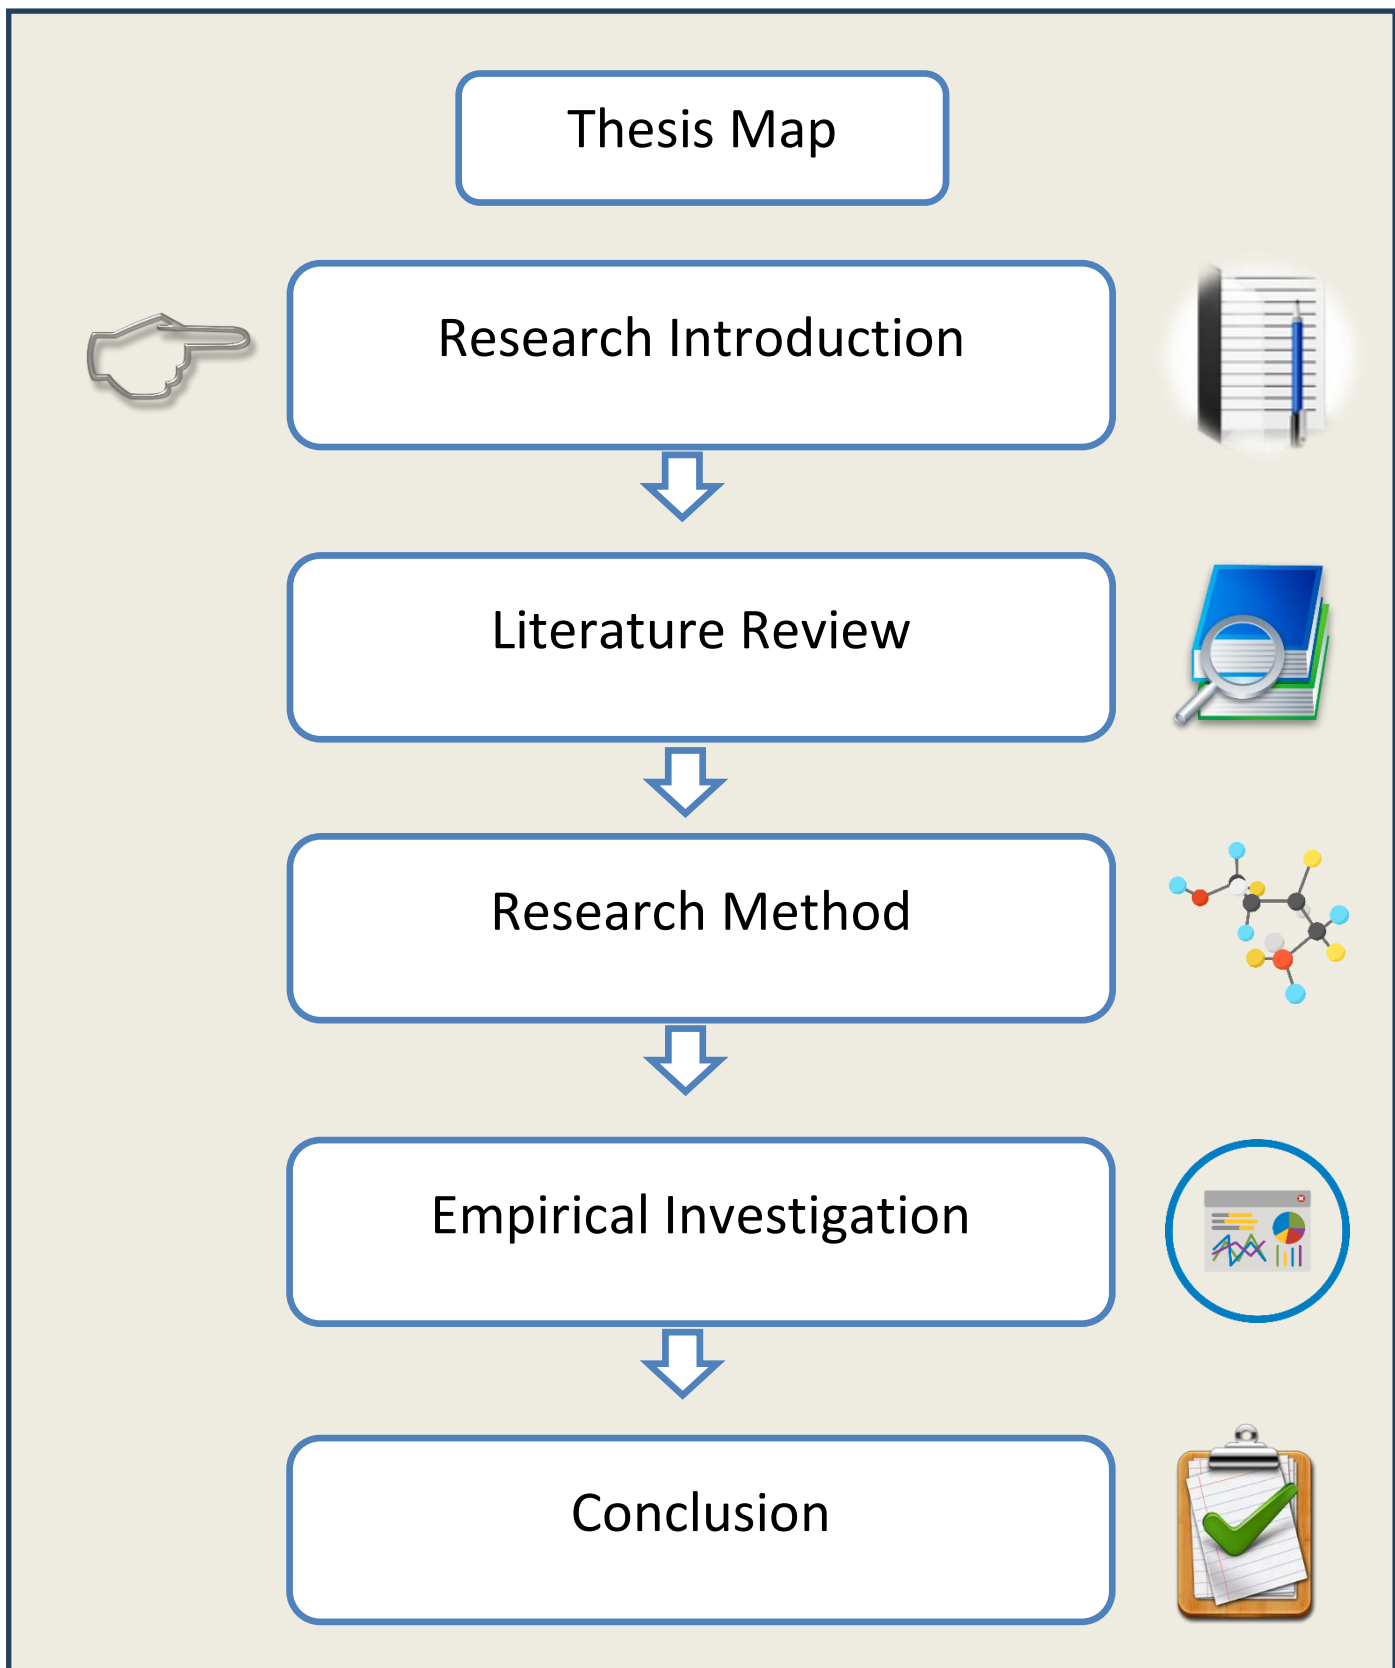 Thesis Map
Research Introduction
Literature Review
Research Method
Empirical Investigation
Conclusion